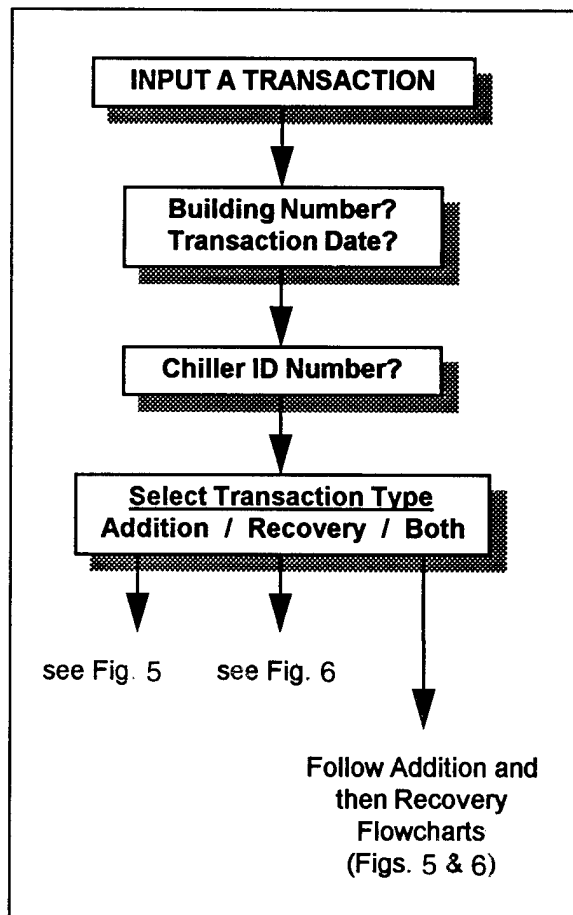 INPUT A TRANSACTION
Building Number?
Transaction Date?
Chiller ID Number?
Select Transaction Type
Addition / Recovery / Both
see Fig. 5
see Fig. 6
Follow Addition and
then Recovery
Flowcharts
(Figs. 5 & 6)